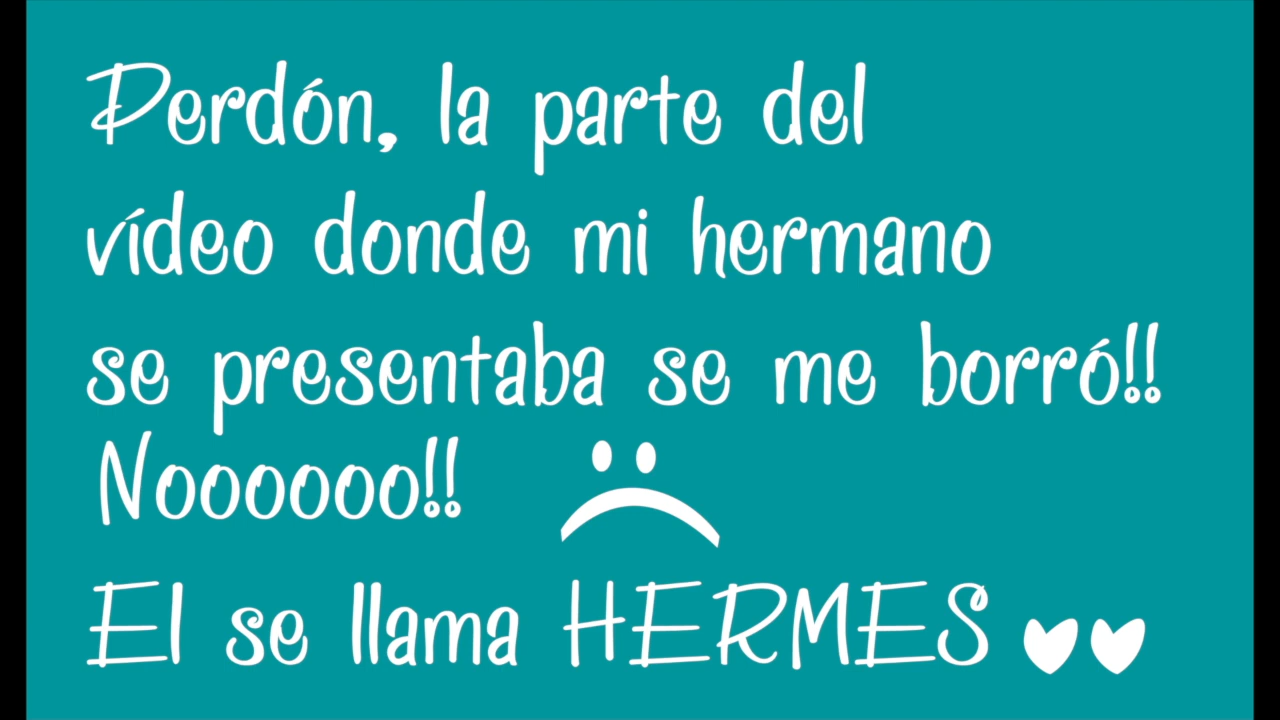 Perdón, la parte del
vídeo donde mi hermano
se presentaba se me borró!!
Noooooo!!
El se llama HERMES